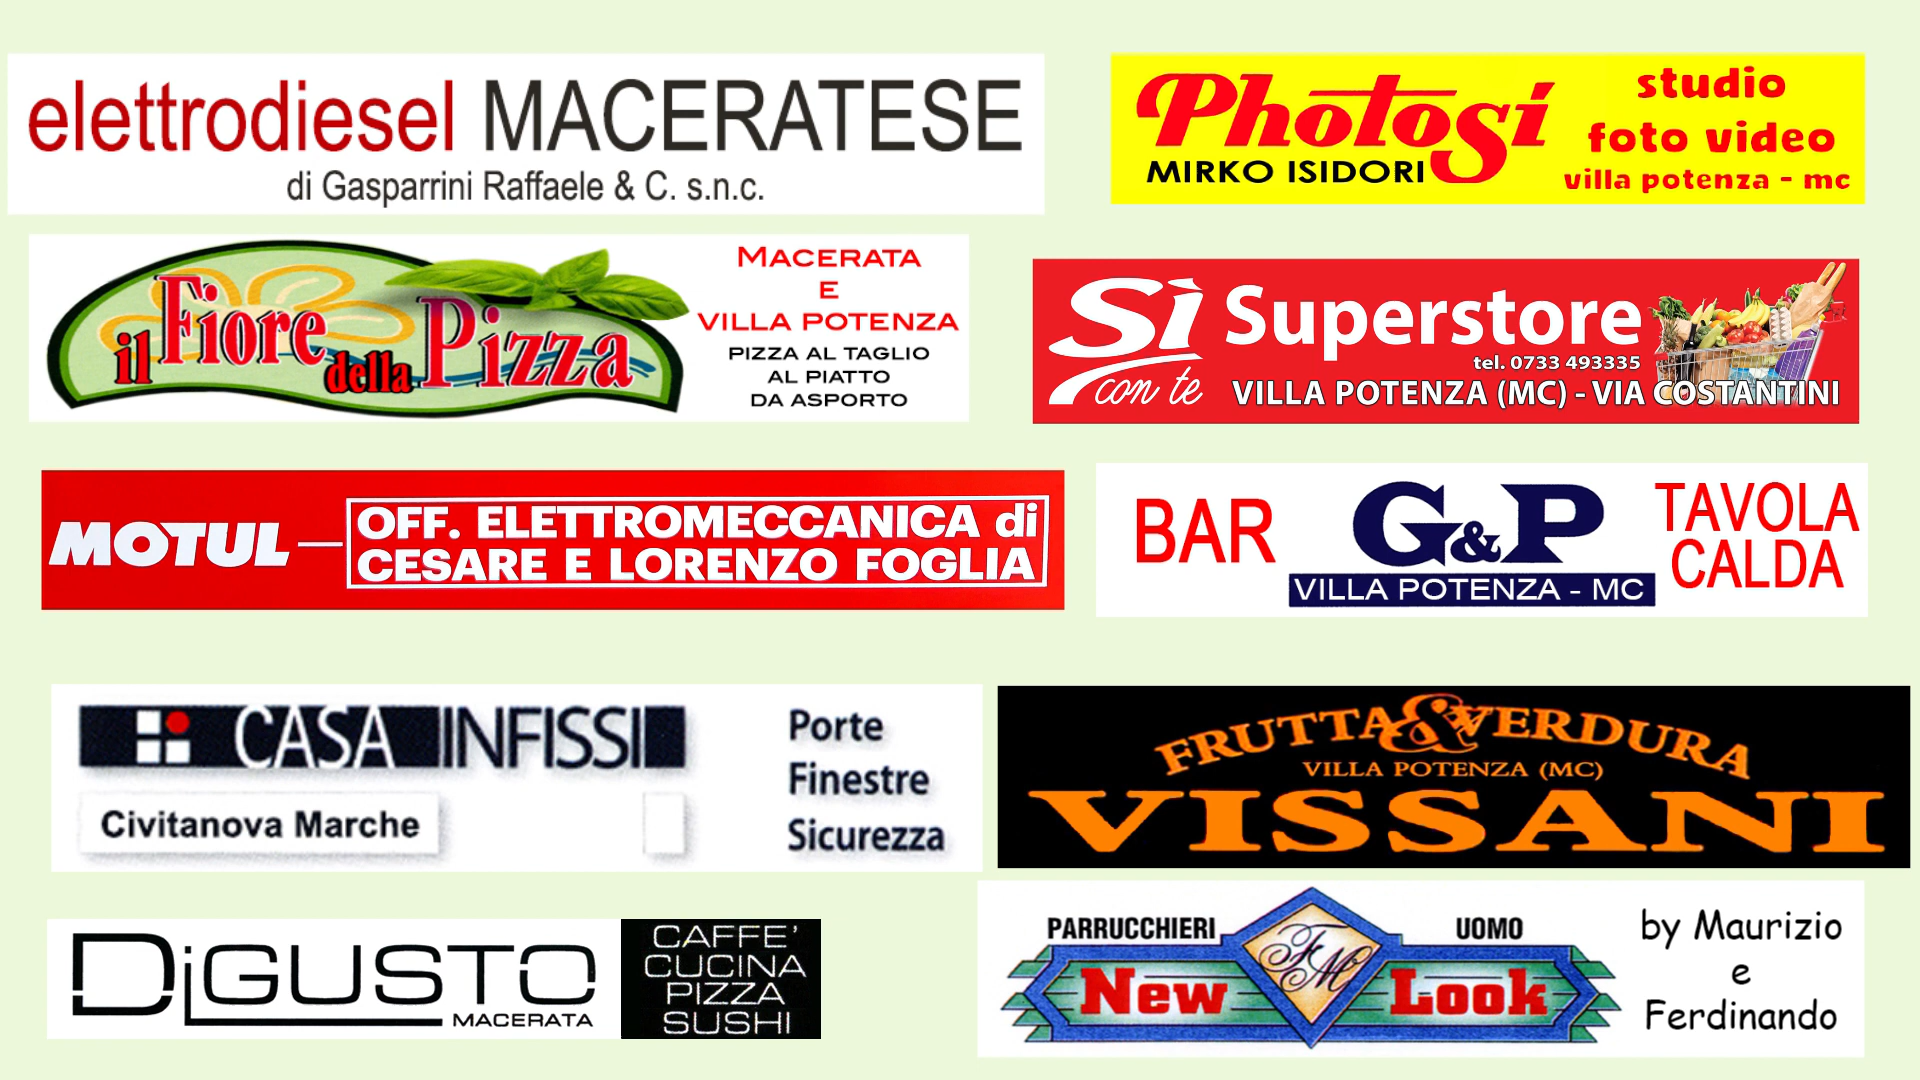 elettrodiesel MACERATESE
di Gasparrini Raffaele & C. s.n.c.
PhotoSi
MIRKO ISIDORI
studio
foto video
villa potenza - mc
il Fiore della Pizza
MACERATA
E
VILLA POTENZA
PIZZA AL TAGLIO
AL PIATTO
DA ASPORTO
Sì
con te
Superstore
tel. 0733 493335
VILLA POTENZA (MC) - VIA COSTANTINI
MOTUL
OFF. ELETTROMECCANICA di
CESARE E LORENZO FOGLIA
BAR
G&P
VILLA POTENZA - MC
TAVOLA
CALDA
CASA INFISSI
Civitanova Marche
Porte
Finestre
Sicurezza
FRUTTA & VERDURA
VILLA POTENZA (MC)
VISSANI
DiGUSTO
MACERATA
CAFFE'
CUCINA
PIZZA
SUSHI
PARRUCCHIERI UOMO
New FM Look
by Maurizio
e
Ferdinando